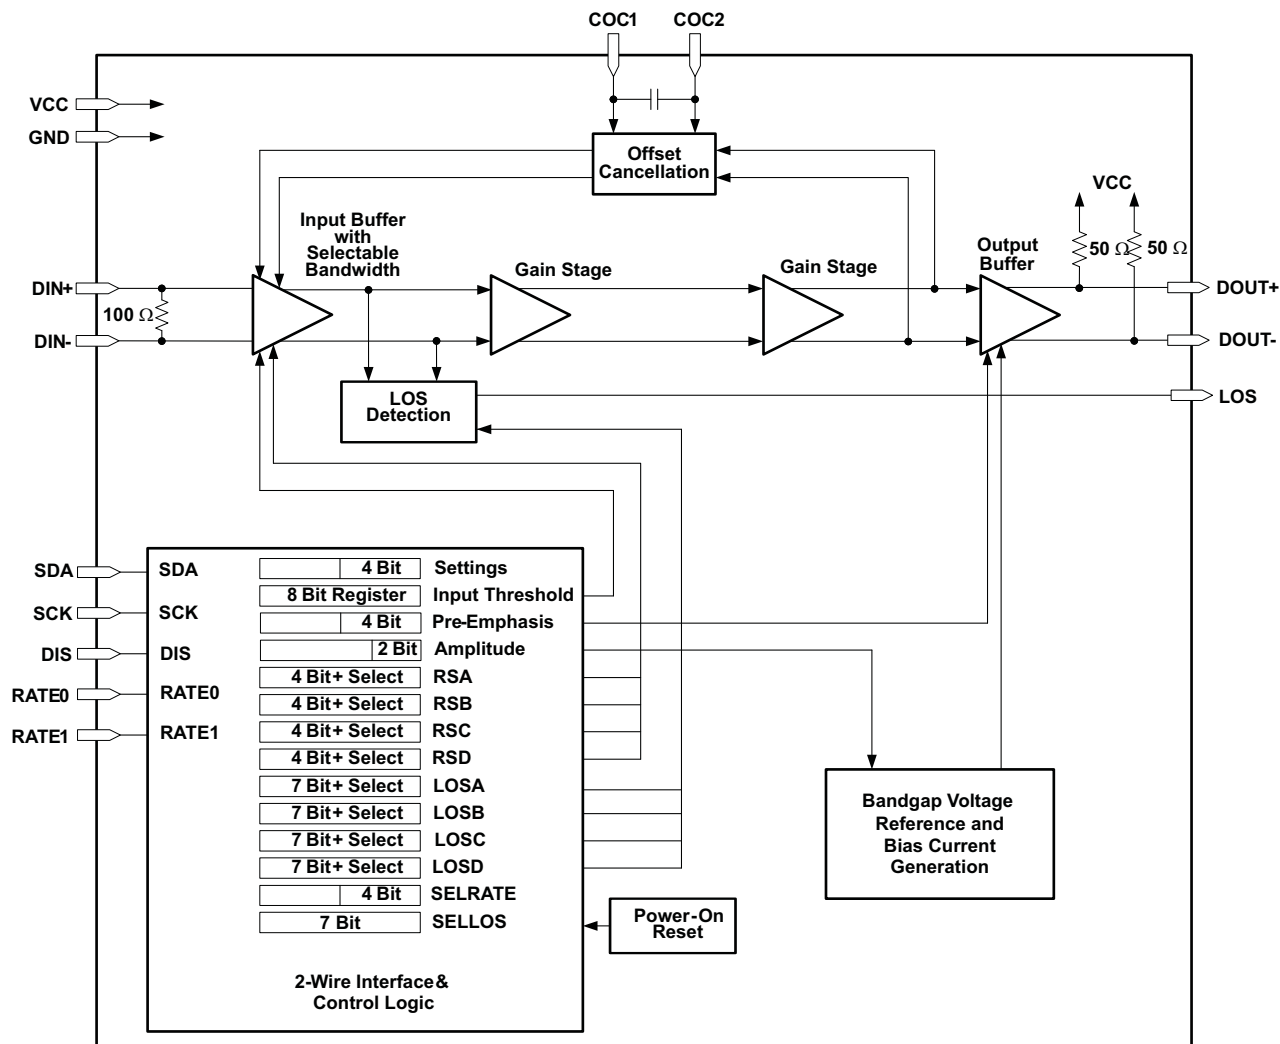 COC1 COC2
VCC
GND
Offset
Cancellation
VCC
Input Buffer
with
Selectable
Bandwidth
Gain Stage
Gain Stage
Output
Buffer
50 Ω
50 Ω
DIN+
100 Ω
DIN-
DOUT+
DOUT-
LOS
Detection
LOS
SDA
SCK
DIS
RATE0
RATE1
SDA
SCK
DIS
RATE0
RATE1
4 Bit Settings
8 Bit Register Input Threshold
4 Bit Pre-Emphasis
2 Bit Amplitude
4 Bit+ Select RSA
4 Bit+ Select RSB
4 Bit+ Select RSC
4 Bit+ Select RSD
7 Bit+ Select LOSA
7 Bit+ Select LOSB
7 Bit+ Select LOSC
7 Bit+ Select LOSD
4 Bit SELRATE
7 Bit SELLOS
2-Wire Interface&
Control Logic
Power-On
Reset
Bandgap Voltage
Reference and
Bias Current
Generation